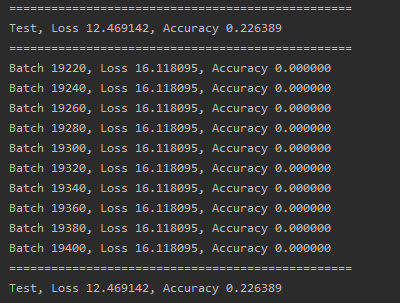 =================================================
Test, Loss 12.469142, Accuracy 0.226389
=================================================
Batch 19220, Loss 16.118095, Accuracy 0.000000
Batch 19240, Loss 16.118095, Accuracy 0.000000
Batch 19260, Loss 16.118095, Accuracy 0.000000
Batch 19280, Loss 16.118095, Accuracy 0.000000
Batch 19300, Loss 16.118095, Accuracy 0.000000
Batch 19320, Loss 16.118095, Accuracy 0.000000
Batch 19340, Loss 16.118095, Accuracy 0.000000
Batch 19360, Loss 16.118095, Accuracy 0.000000
Batch 19380, Loss 16.118095, Accuracy 0.000000
Batch 19400, Loss 16.118095, Accuracy 0.000000
=================================================
Test, Loss 12.469142, Accuracy 0.226389